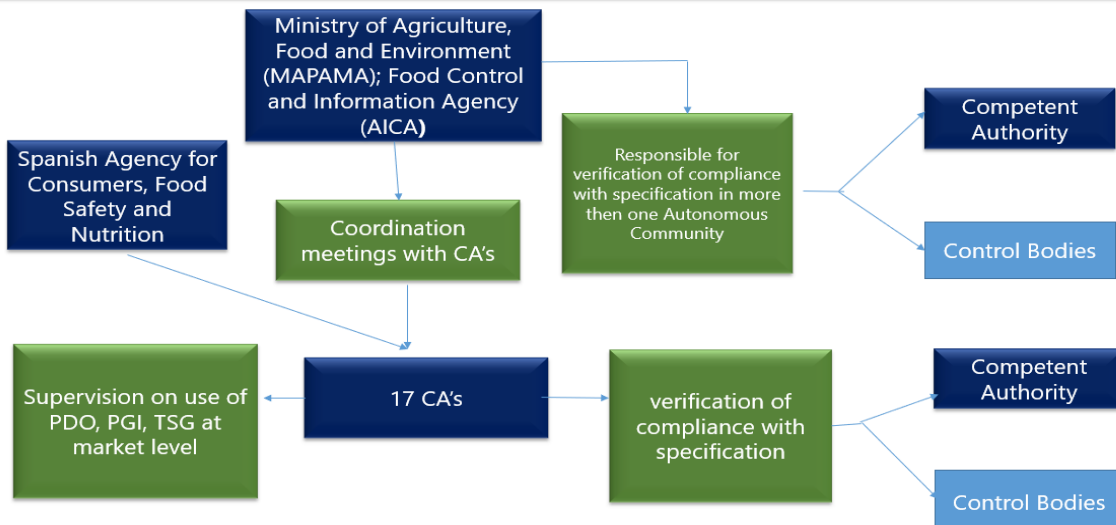 Ministry of Agriculture,
Food and Environment
(MAPAMA); Food Control
and Information Agency
(AICA)
Spanish Agency for
Consumers, Food
Safety and
Nutrition
Coordination
meetings with CA's
Responsible for
verification of compliance
with specification in more
then one Autonomous
Community
Competent
Authority
Control Bodies
Supervision on use of
PDO, PGI, TSG at
market level
17 CA's
verification of
compliance with
specification
Competent
Authority
Control Bodies